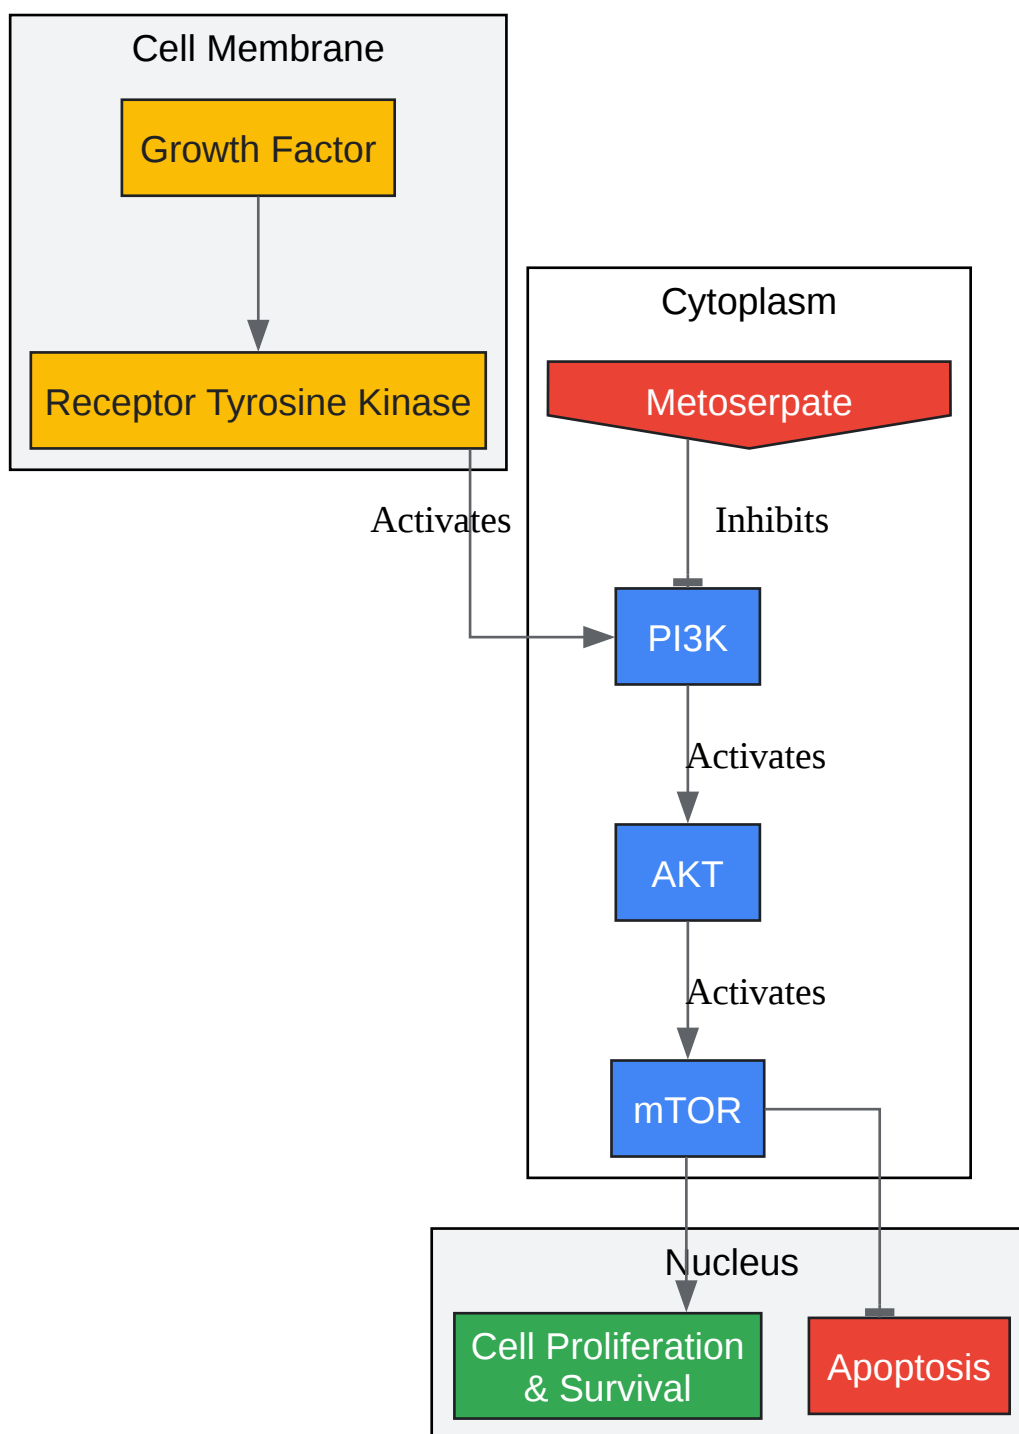 Cell Membrane
Growth Factor
Receptor Tyrosine Kinase
Cytoplasm
Metoserpate
Activates
Inhibits
PI3K
Activates
AKT
Activates
mTOR
Nucleus
Cell Proliferation
& Survival
Apoptosis